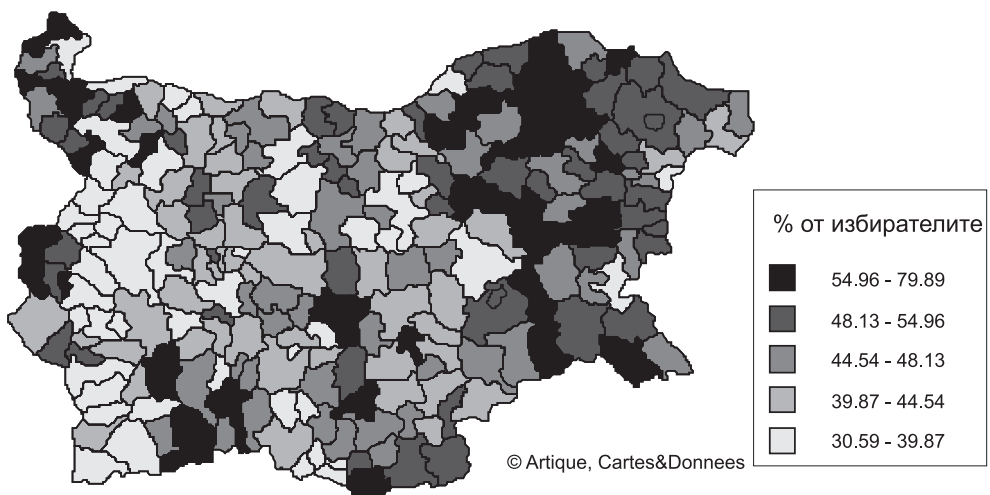 % от избирателите
54.96 - 79.89
48.13 - 54.96
44.54 - 48.13
39.87 - 44.54
30.59 - 39.87
© Artique, Cartes&Donnees